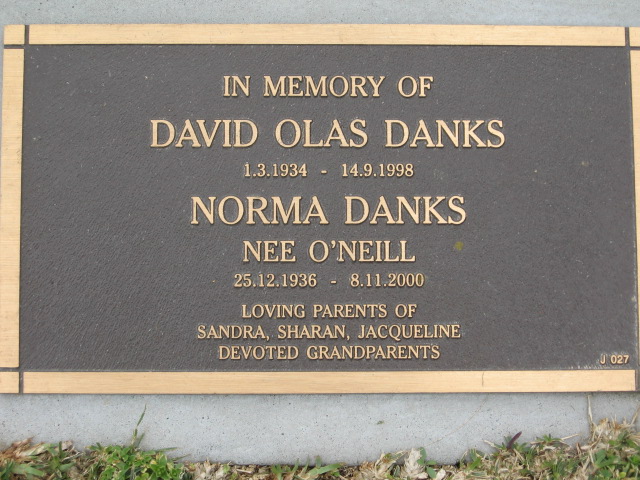 IN MEMORY OF
DAVID OLAS DANKS
1.3.1934 - 14.9.1998
NORMA DANKS
NEE O'NEILL
25.12.1936 - 8.11.2000
LOVING PARENTS OF
SANDRA, SHARAN, JACQUELINE
DEVOTED GRANDPARENTS
J 027